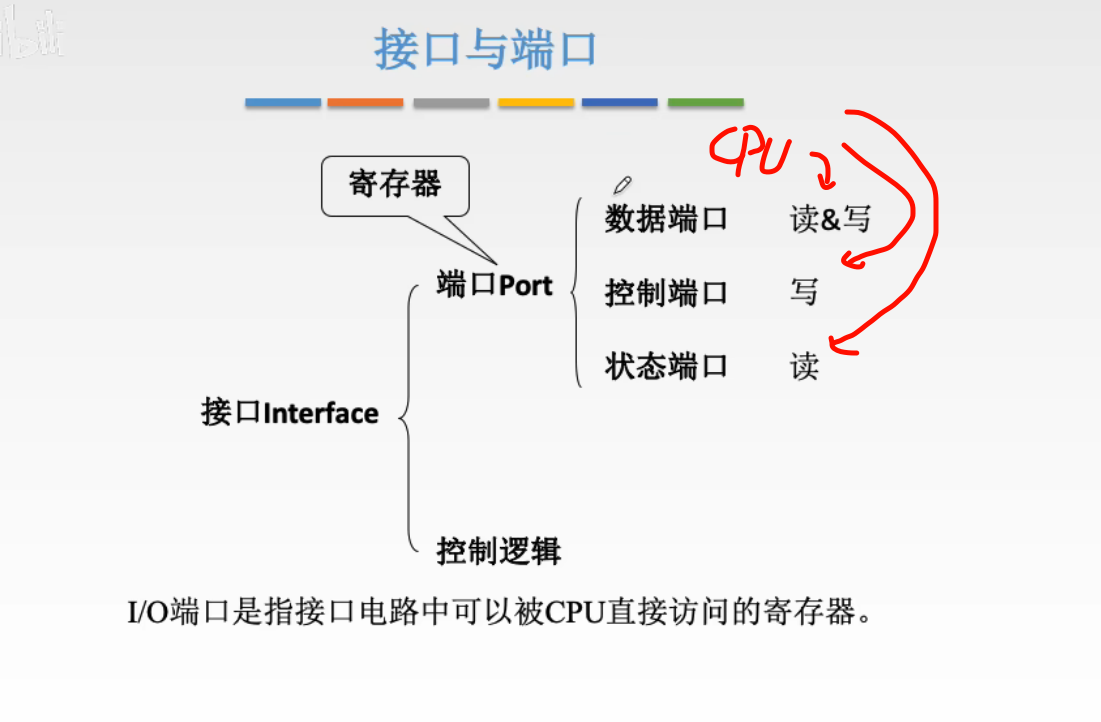 接口与端口
CPU
寄存器
数据端口 读&写
端口Port
控制端口 写
状态端口 读
接口Interface
控制逻辑
I/O端口是指接口电路中可以被CPU直接访问的寄存器。